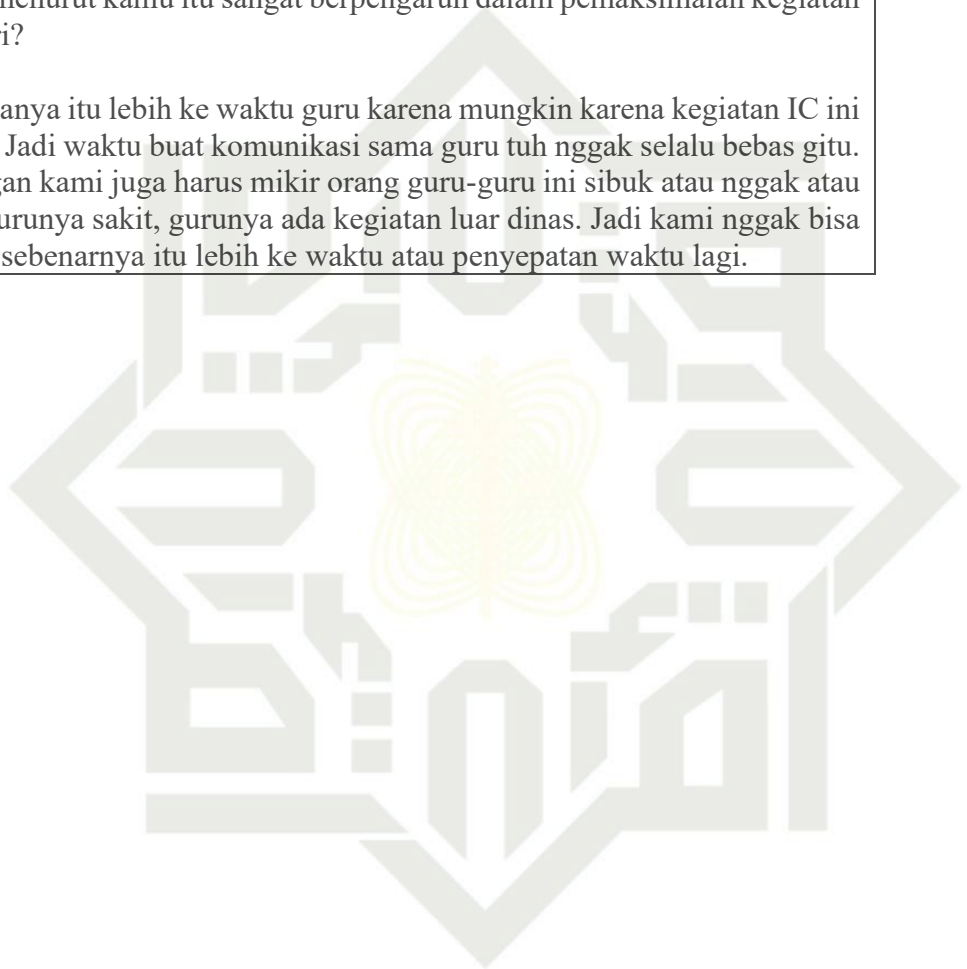 menurut kamu itu sangat berpengaruh dalam pemaksimalan kegiatan
ri?
anya itu lebih ke waktu guru karena mungkin karena kegiatan IC ini
Jadi waktu buat komunikasi sama guru tuh nggak selalu bebas gitu.
gan kami juga harus mikir orang guru-guru ini sibuk atau nggak atau
urunya sakit, gurunya ada kegiatan luar dinas. Jadi kami nggak bisa
sebenarnya itu lebih ke waktu atau penyepatan waktu lagi.